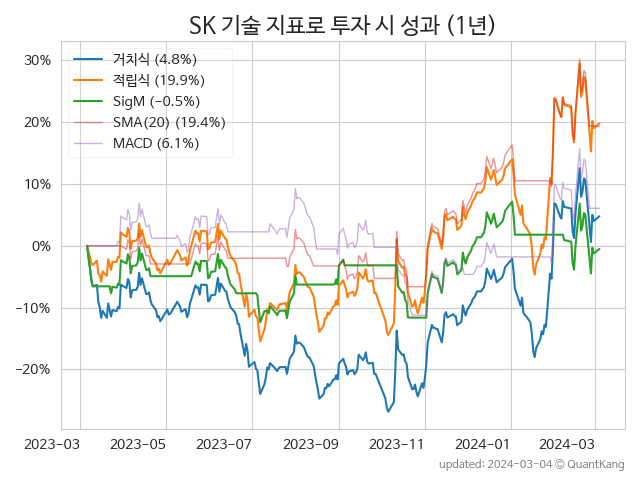 SK 기술 지표로 투자 시 성과 (1년)
거치식 (4.8%)
적립식 (19.9%)
SigM (−0.5%)
SMA(20) (19.4%)
MACD (6.1%)
30%
20%
10%
0%
−10%
−20%
2023-03 2023-05 2023-07 2023-09 2023-11 2024-01 2024-03
updated: 2024-03-04 ⓒ QuantKang